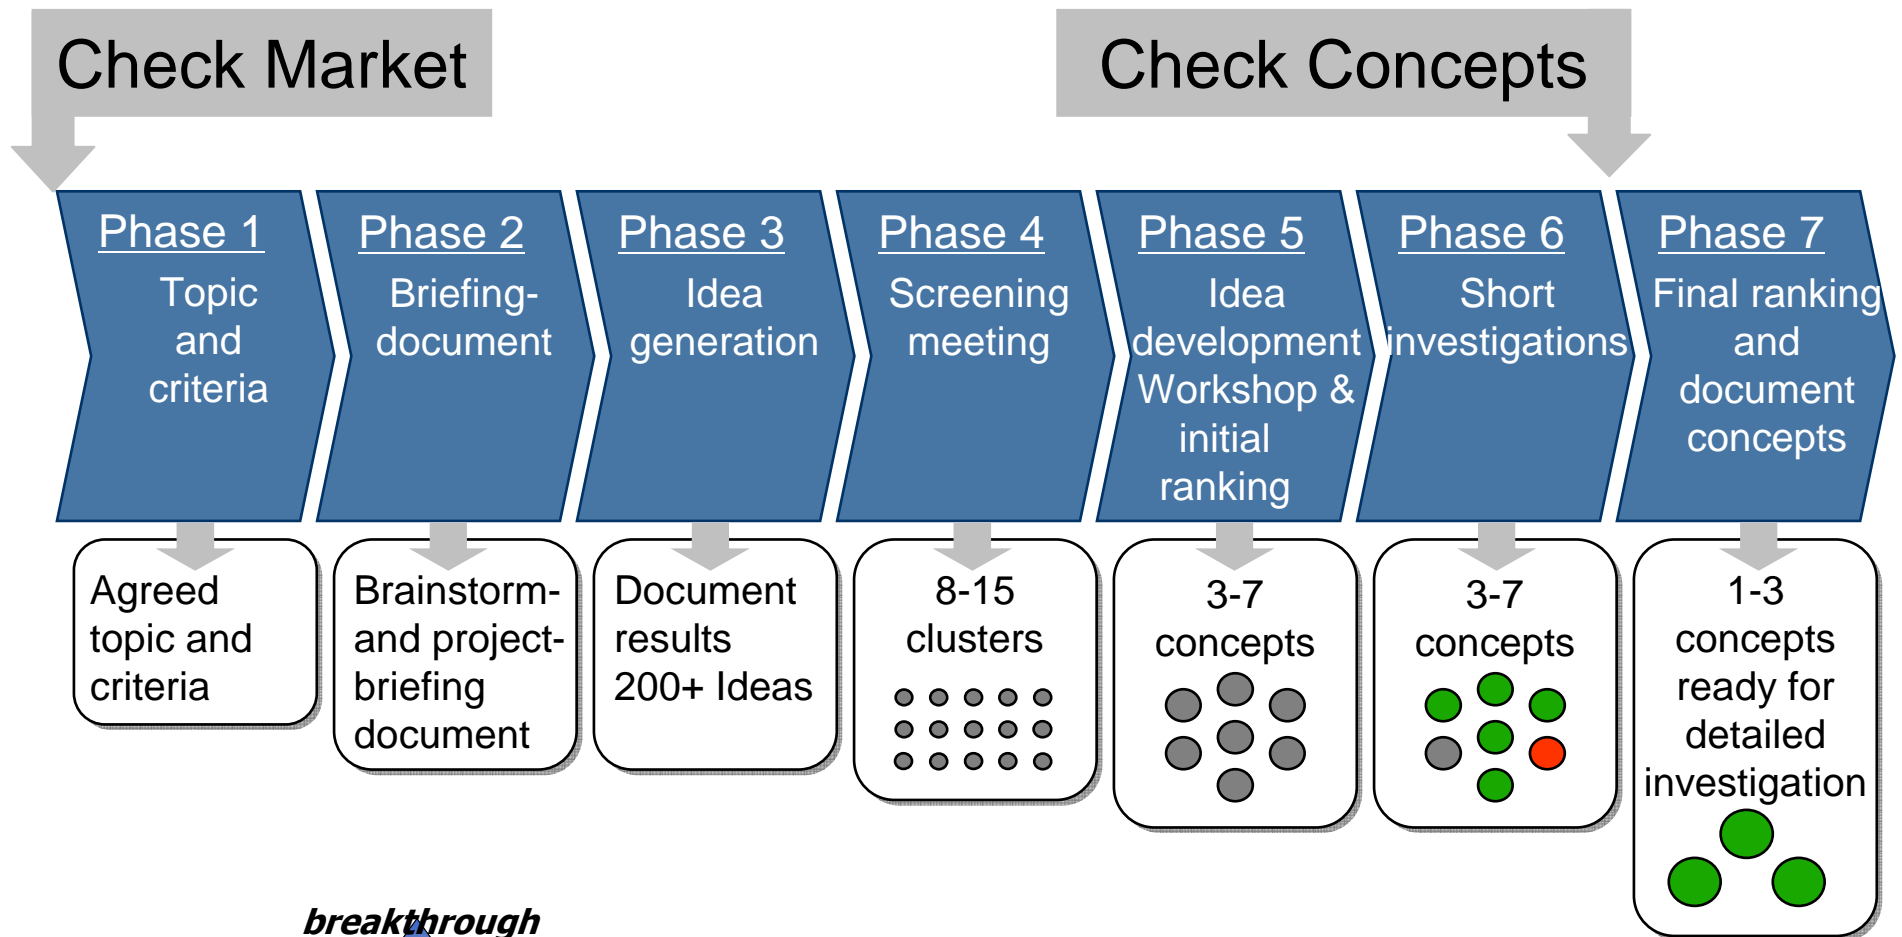 Check Market
Check Concepts
Phase 1
Topic
and
criteria
Phase 2
Briefing-
document
Phase 3
Idea
generation
Phase 4
Screening
meeting
Phase 5
Idea
development
Workshop &
initial
ranking
Phase 6
Short
investigations
Phase 7
Final ranking
and
document
concepts
Agreed
topic and
criteria
Brainstorm-
and project-
briefing
document
Document
results
200+ Ideas
8-15
clusters
3-7
concepts
3-7
concepts
1-3
concepts
ready for
detailed
investigation
breakthrough